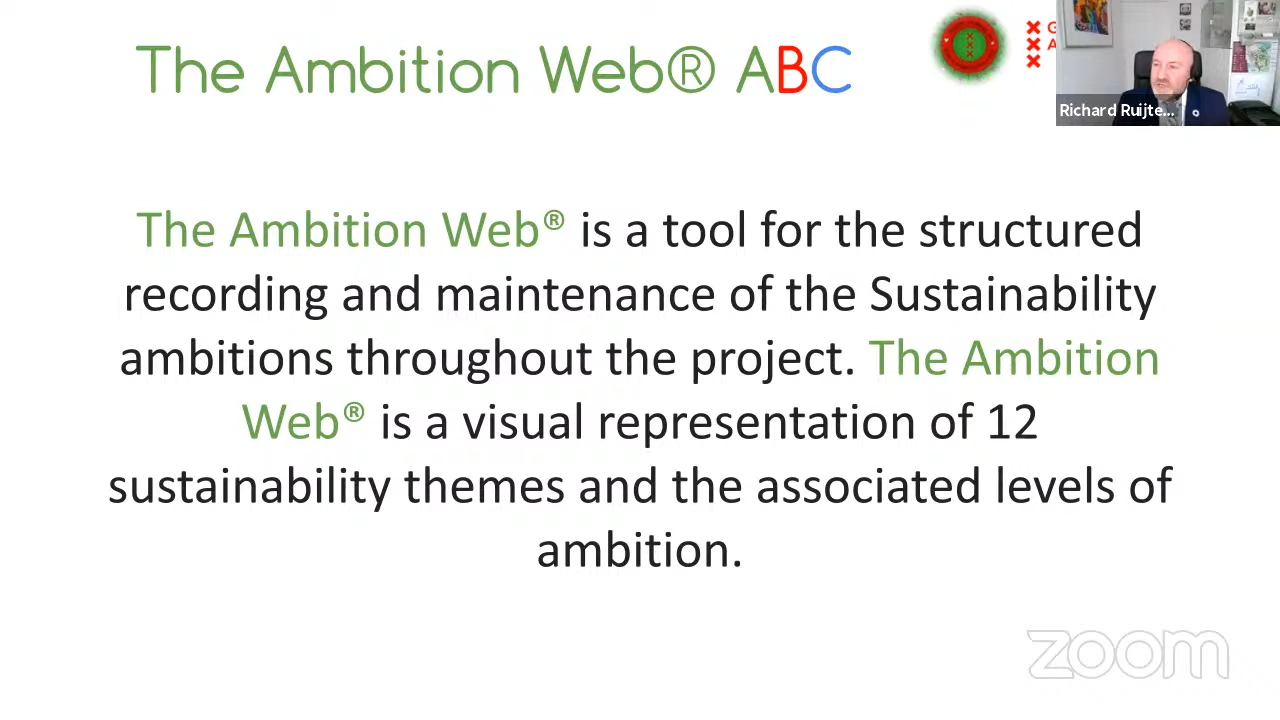 The Ambition Web® ABC
G
A
Richard Ruijte...
The Ambition Web® is a tool for the structured
recording and maintenance of the Sustainability
ambitions throughout the project. The Ambition
Web® is a visual representation of 12
sustainability themes and the associated levels of
ambition.
zoom